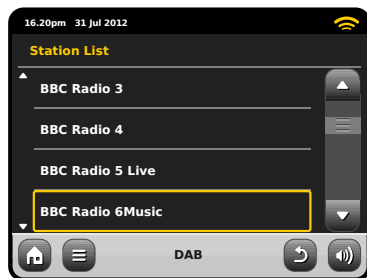 16.20pm 31 Jul 2012
Station List
BBC Radio 3
BBC Radio 4
BBC Radio 5 Live
BBC Radio 6Music
DAB